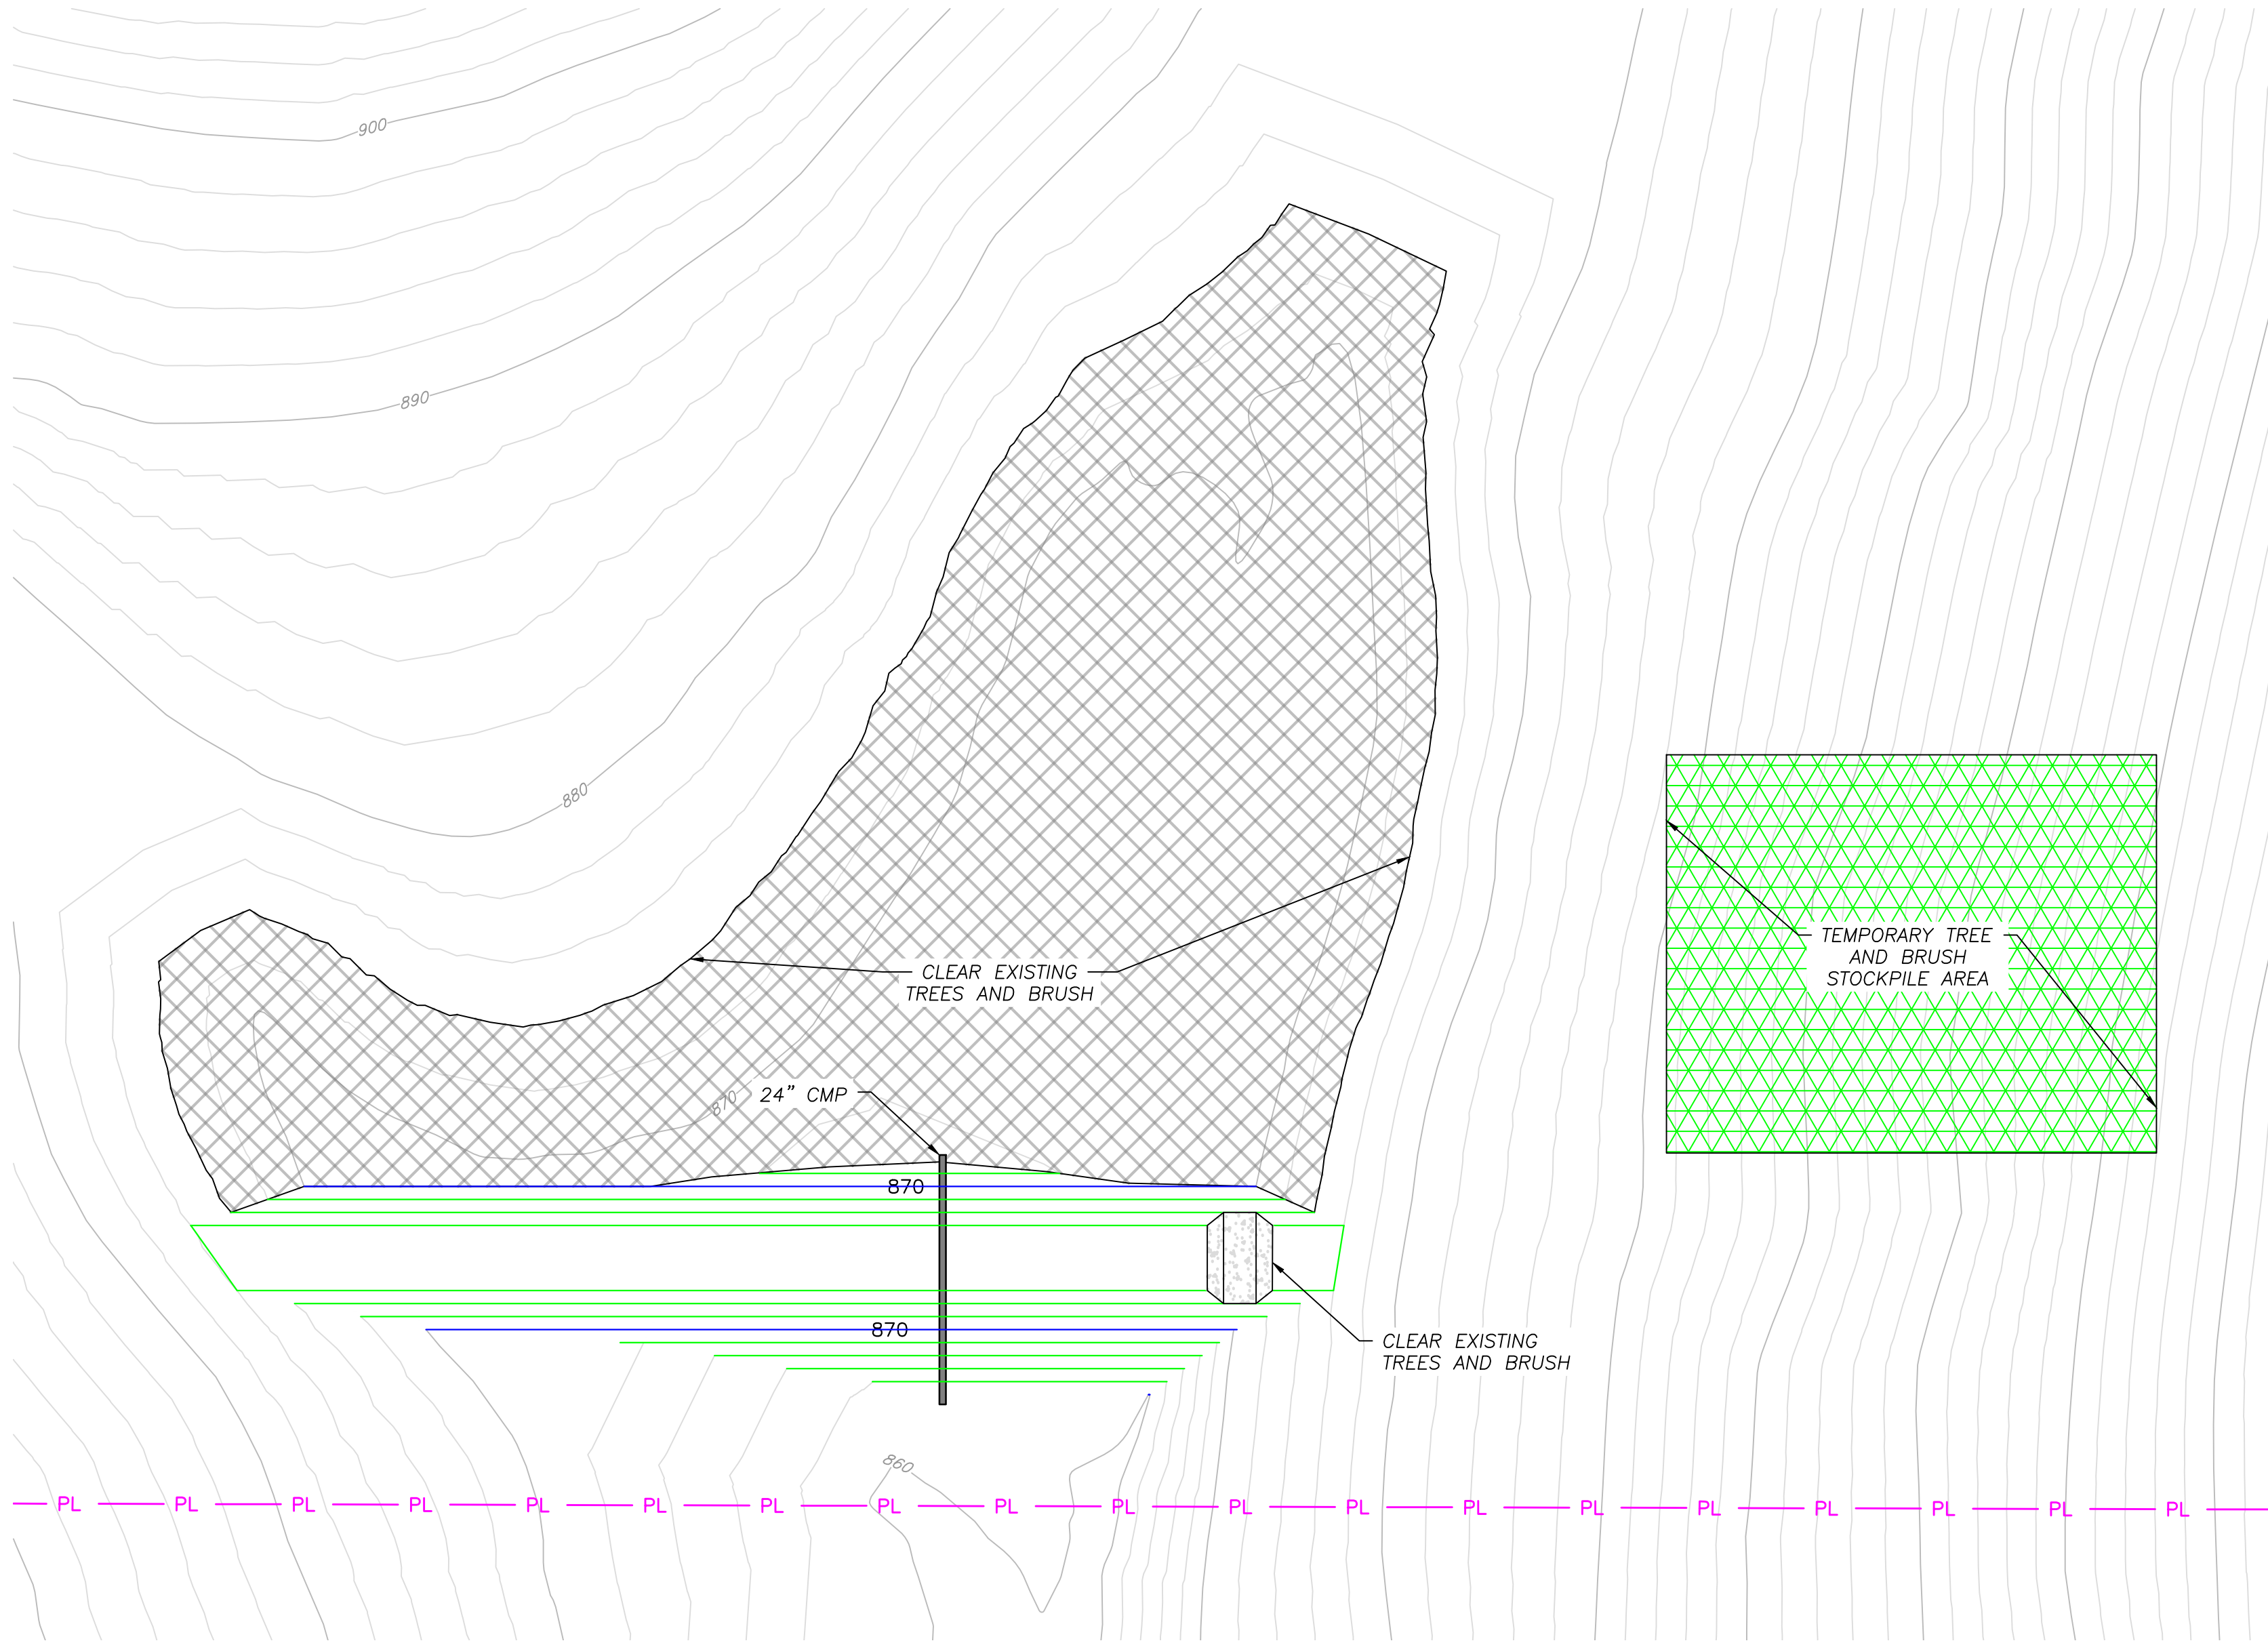 900
890
880
TEMPORARY TREE
AND BRUSH
STOCKPILE AREA
CLEAR EXISTING
TREES AND BRUSH
24" CMP
870
870
870
CLEAR EXISTING
TREES AND BRUSH
860
PL PL PL PL PL PL PL PL PL PL PL PL PL PL PL PL PL PL PL